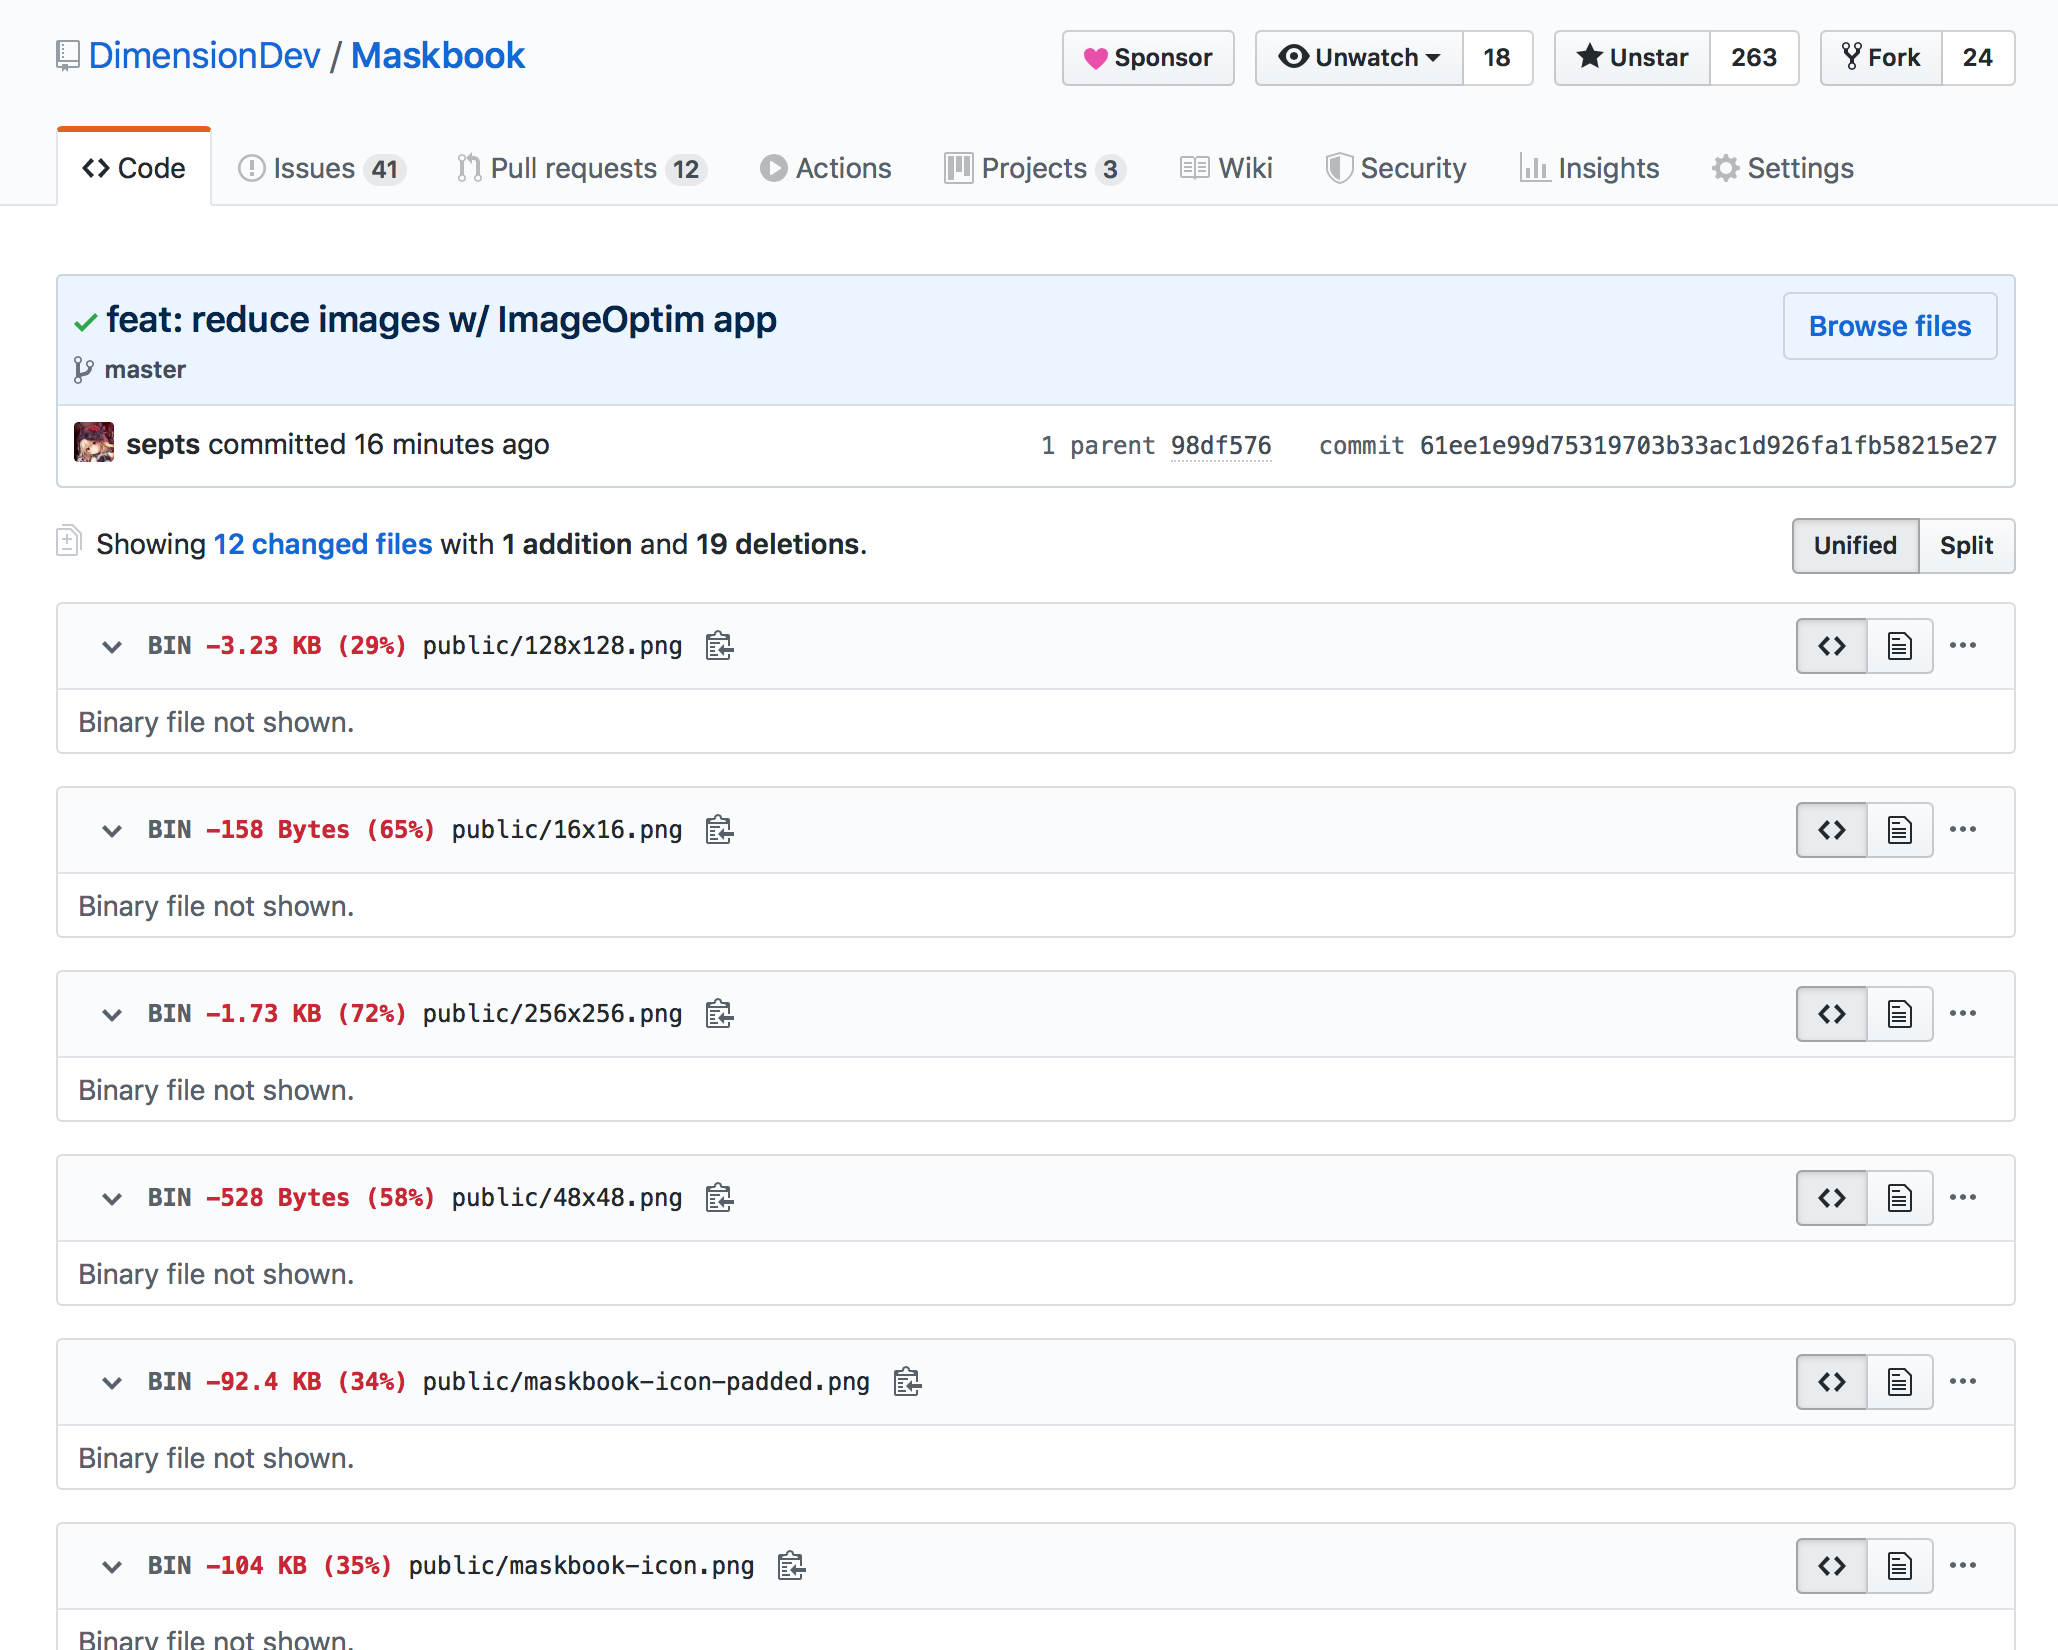 DimensionDev / Maskbook
Sponsor Unwatch 18 Unstar 263 Fork 24
Code Issues 41 Pull requests 12 Actions Projects 3 Wiki Security Insights Settings
feat: reduce images w/ ImageOptim app
Browse files
master
septs committed 16 minutes ago 1 parent 98df576 commit 61ee1e99d75319703b33ac1d926fa1fb58215e27
Showing 12 changed files with 1 addition and 19 deletions.
Unified Split
BIN −3.23 KB (29%) public/128x128.png
Binary file not shown.
BIN −158 Bytes (65%) public/16x16.png
Binary file not shown.
BIN −1.73 KB (72%) public/256x256.png
Binary file not shown.
BIN −528 Bytes (58%) public/48x48.png
Binary file not shown.
BIN −92.4 KB (34%) public/maskbook-icon-padded.png
Binary file not shown.
BIN −104 KB (35%) public/maskbook-icon.png
Binary file not shown.